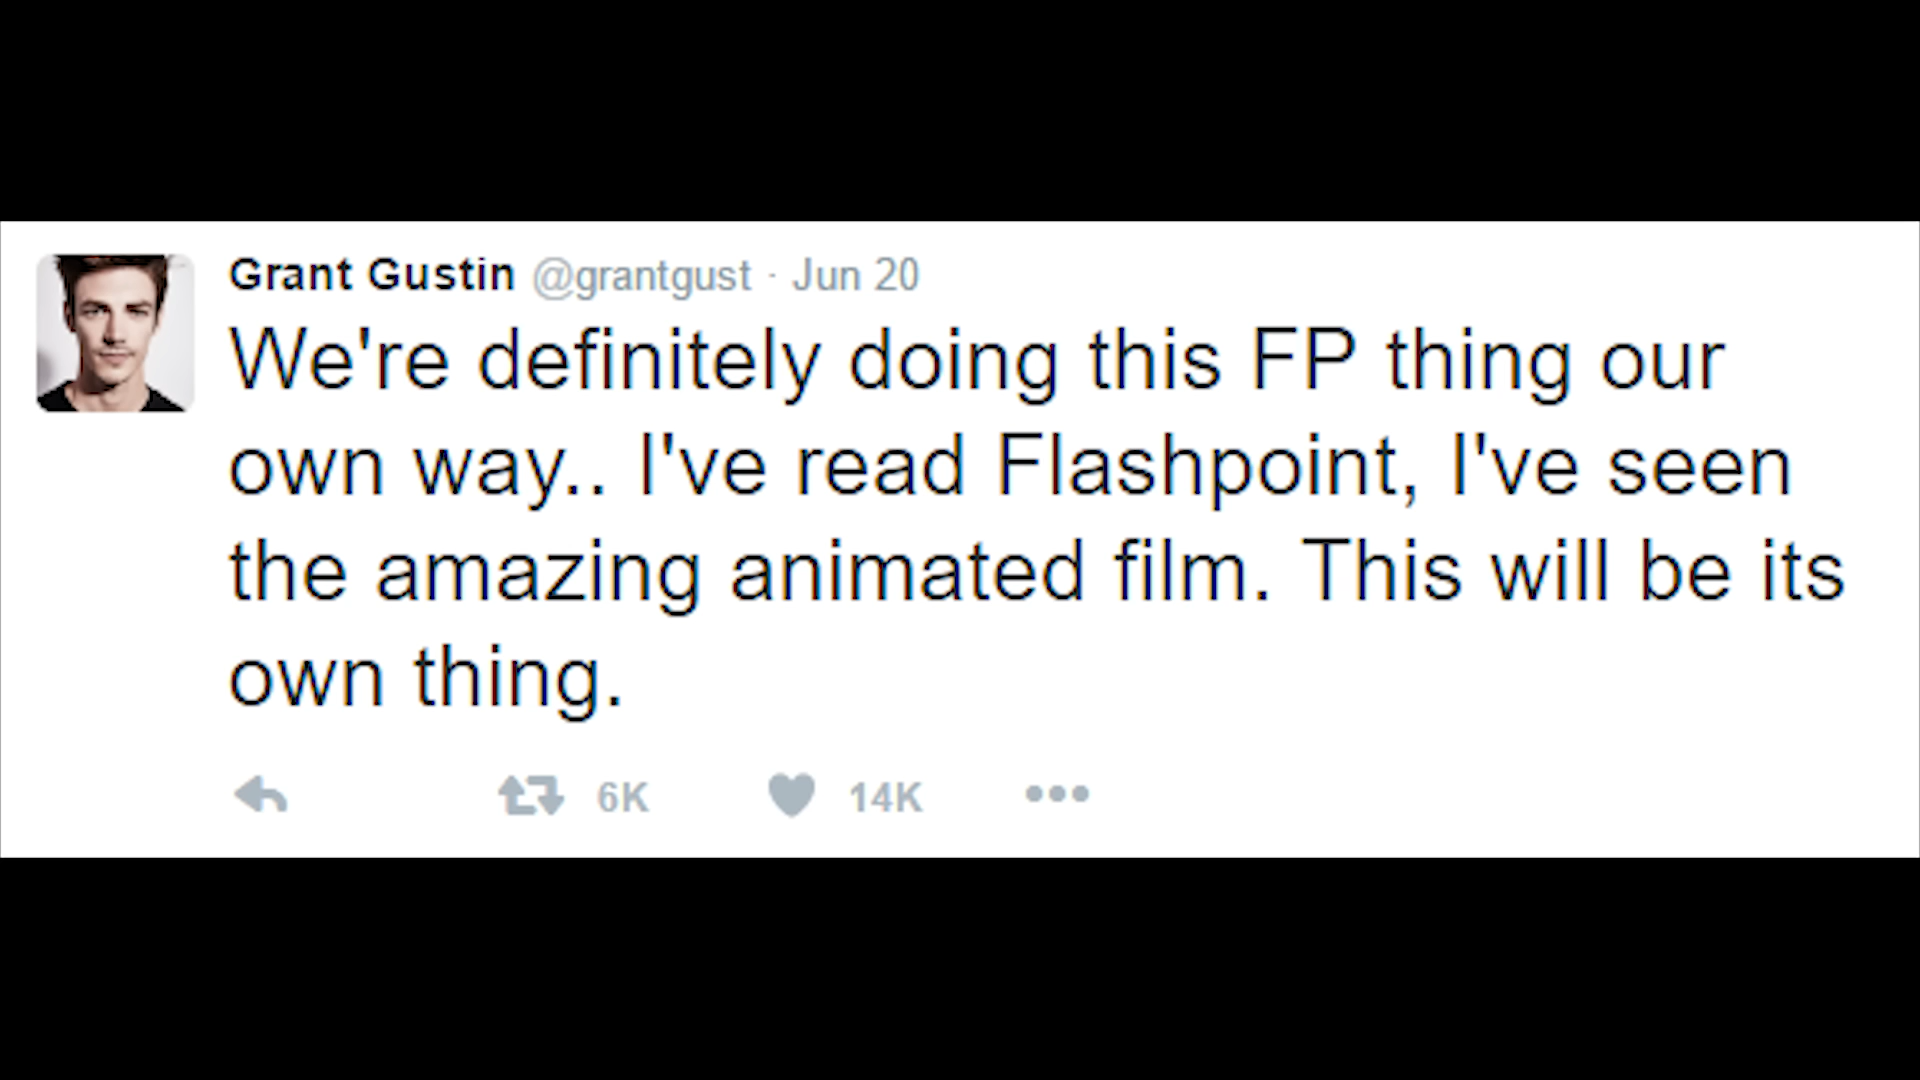 Grant Gustin @grantgust · Jun 20
We're definitely doing this FP thing our
own way.. I've read Flashpoint, I've seen
the amazing animated film. This will be its
own thing.
6K 14K